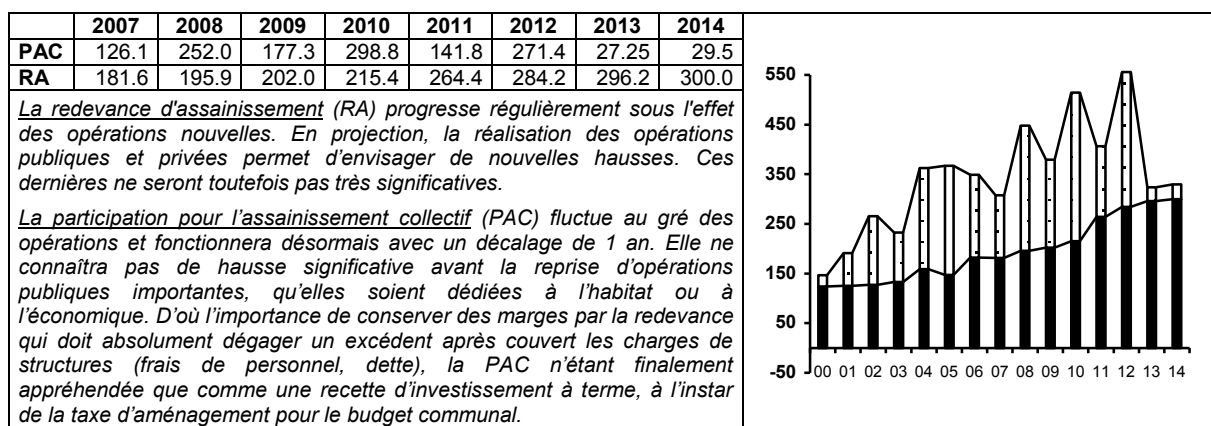 2007 2008 2009 2010 2011 2012 2013 2014
PAC 126.1 252.0 177.3 298.8 141.8 271.4 27.25 29.5
RA 181.6 195.9 202.0 215.4 264.4 284.2 296.2 300.0
La redevance d'assainissement (RA) progresse régulièrement sous l'effet
des opérations nouvelles. En projection, la réalisation des opérations
publiques et privées permet d’envisager de nouvelles hausses. Ces
dernières ne seront toutefois pas très significatives.
La participation pour l’assainissement collectif (PAC) fluctue au gré des
opérations et fonctionnera désormais avec un décalage de 1 an. Elle ne
connaîtra pas de hausse significative avant la reprise d’opérations
publiques importantes, qu’elles soient dédiées à l’habitat ou à
l’économique. D’où l’importance de conserver des marges par la redevance
qui doit absolument dégager un excédent après couvert les charges de
structures (frais de personnel, dette), la PAC n’étant finalement
appréhendée que comme une recette d’investissement à terme, à l’instar
de la taxe d’aménagement pour le budget communal.
550
450
350
250
150
50
-50
00 01 02 03 04 05 06 07 08 09 10 11 12 13 14